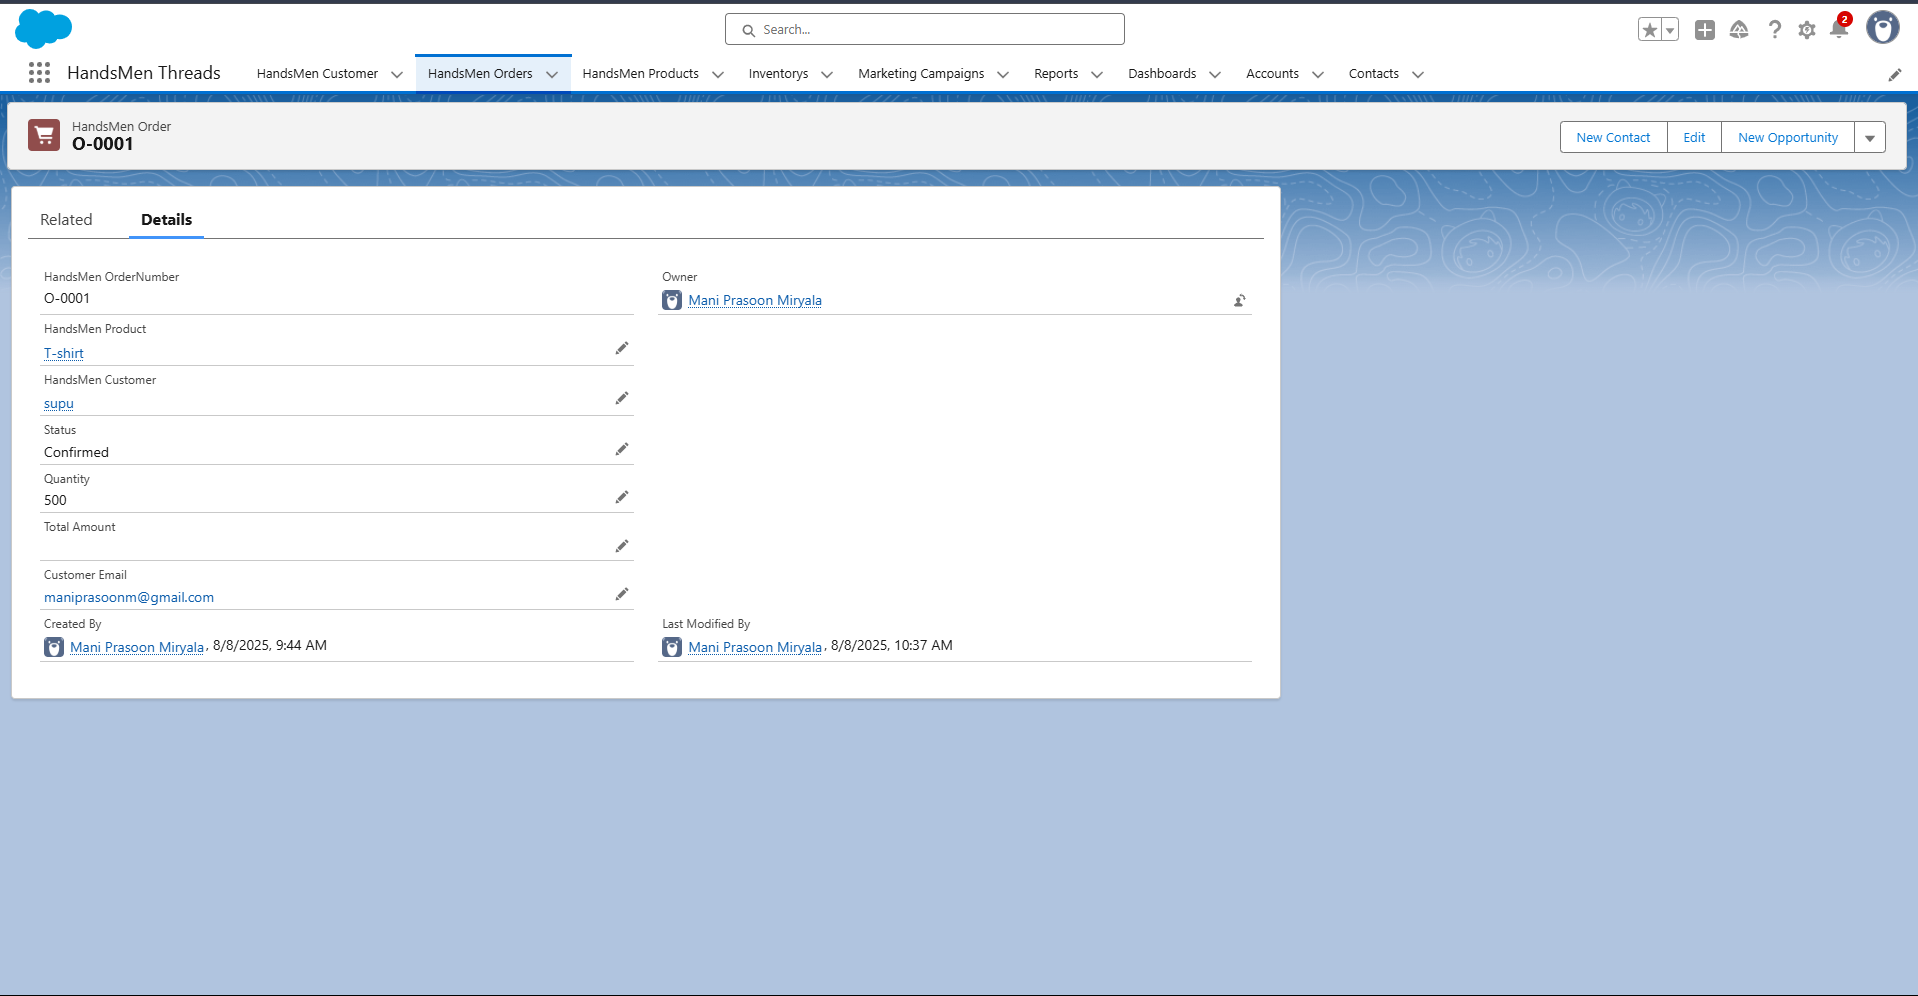 Search...
2
HandsMen Threads
HandsMen Customer
HandsMen Orders
HandsMen Products
Inventorys
Marketing Campaigns
Reports
Dashboards
Accounts
Contacts
HandsMen Order
O-0001
New Contact
Edit
New Opportunity
Related
Details
HandsMen OrderNumber
O-0001
Owner
Mani Prasoon Miryala
HandsMen Product
T-shirt
HandsMen Customer
supu
Status
Confirmed
Quantity
500
Total Amount
Customer Email
maniprasoonm@gmail.com
Created By
Mani Prasoon Miryala, 8/8/2025, 9:44 AM
Last Modified By
Mani Prasoon Miryala, 8/8/2025, 10:37 AM